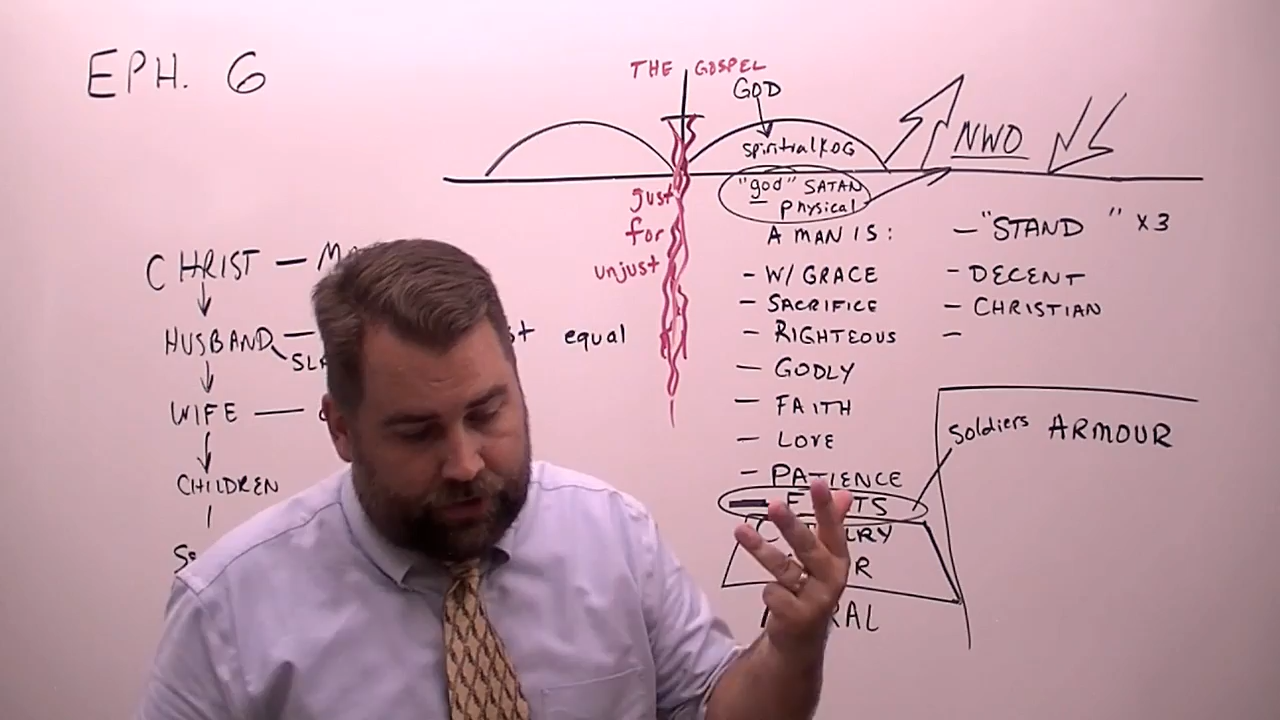 EPH. 6
THE GOSPEL
GOD
spiritral KOG
"god" SATAN
physical
NWO
just
for
unjust
CHRIST —
HUSBAND —
WIFE —
CHILDREN
equal
A MAN IS:
- W/ GRACE
- SACRIFICE
- RIGHTEOUS
- GODLY
- FAITH
- LOVE
- PATIENCE
- "STAND" x3
- DECENT
- CHRISTIAN
-
Soldiers ARMOUR